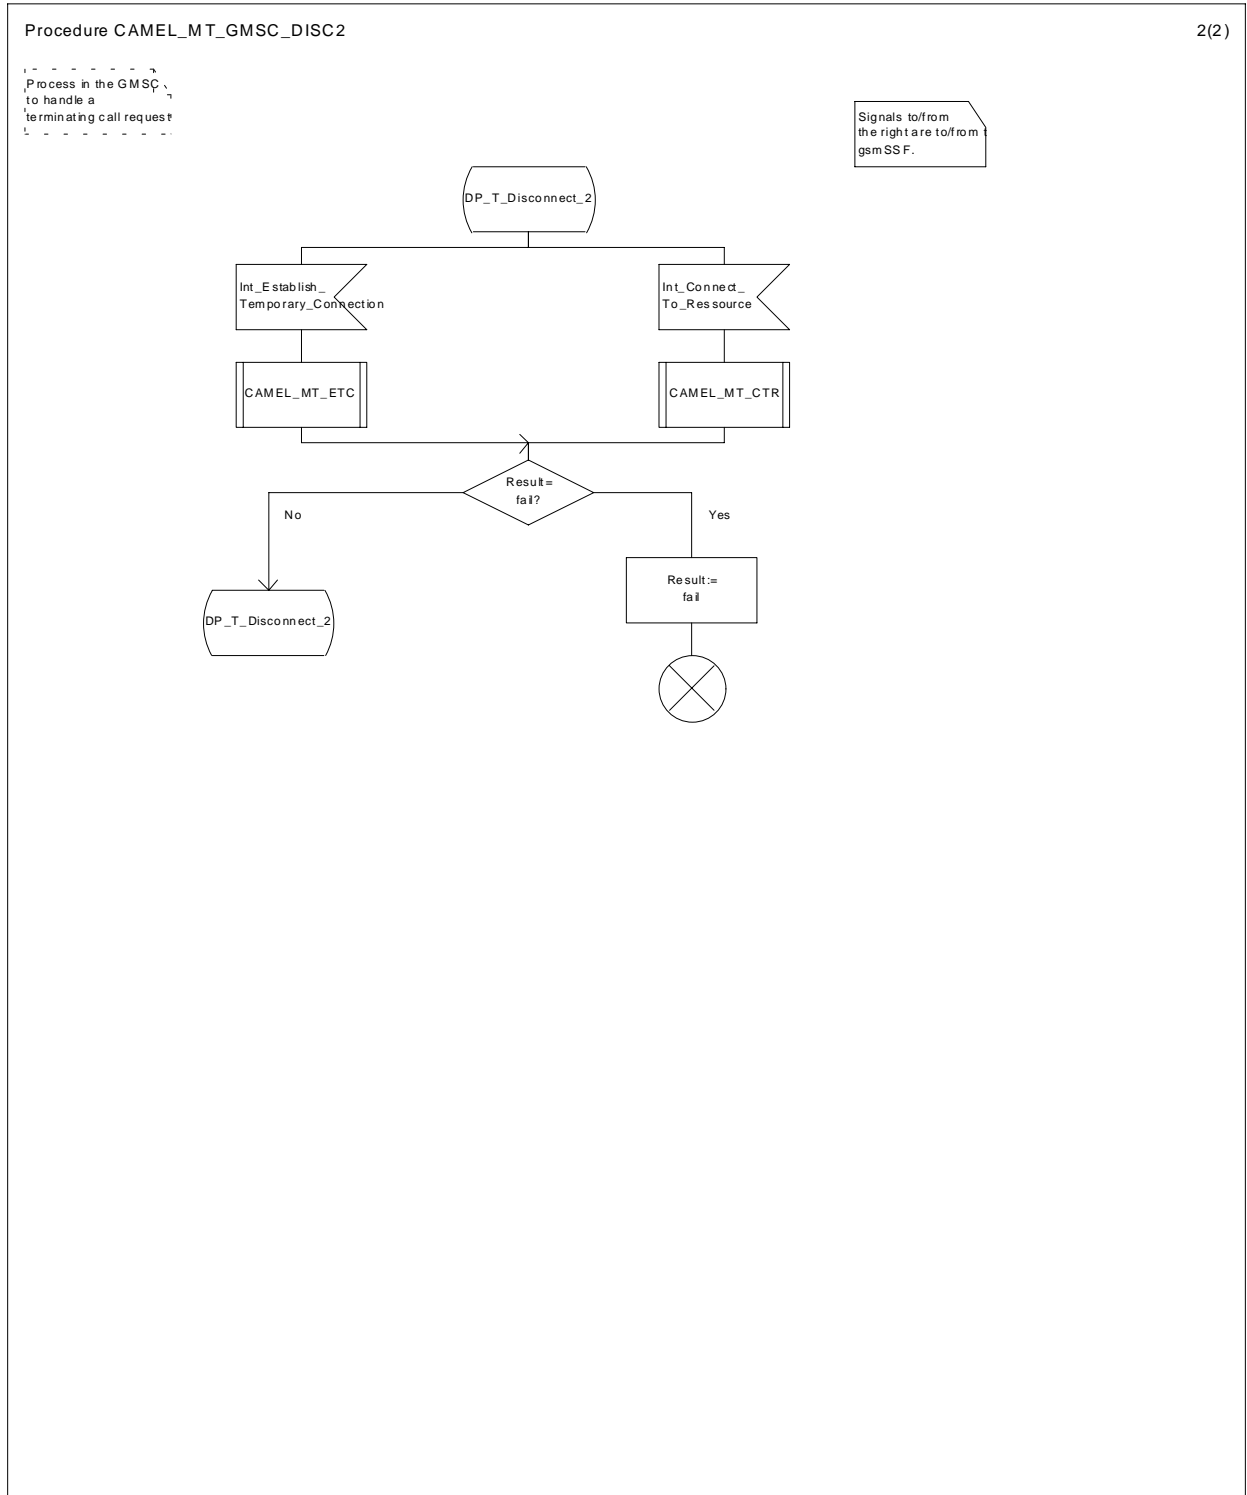 Procedure CAMEL_MT_GMSC_DISC2
2(2)
Process in the GMSC
to handle a
terminating call request
Signals to/from
the right are to/from t
gsmSSF.
DP_T_Disconnect_2
Int_Establish_
Temporary_Connection
Int_Connect_
To_Ressource
CAMEL_MT_ETC
CAMEL_MT_CTR
Result=
fail?
No
Yes
Result:=
fail
DP_T_Disconnect_2